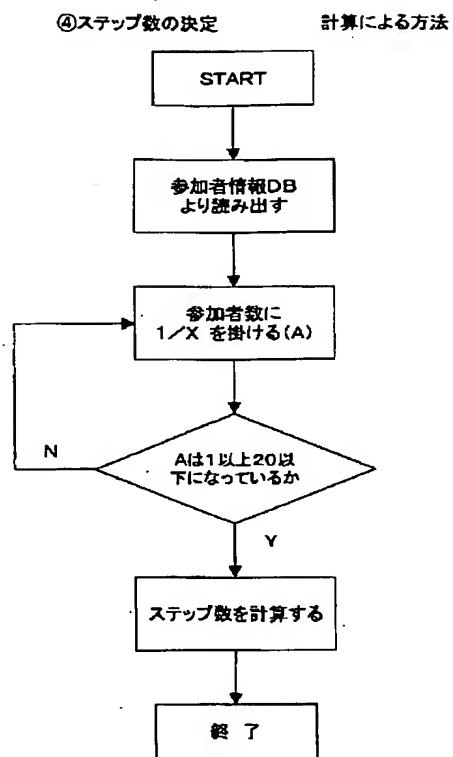 ④ステップ数の決定 計算による方法
START
参加者情報DB
より読み出す
参加者数に
1/X を掛ける(A)
Aは1以上20以
下になっているか
N
Y
ステップ数を計算する
終 了